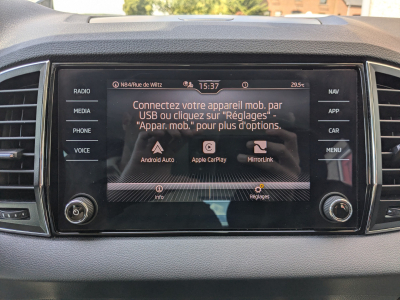 N84/Rue de Wiltz
15:37
29.5°C
RADIO
MEDIA
PHONE
VOICE
Connectez votre appareil mob. par
USB ou cliquez sur "Réglages" -
"Appar. mob." pour plus d'options.
Android Auto
Apple CarPlay
MirrorLink
Info
Réglages
NAV
APP
CAR
MENU